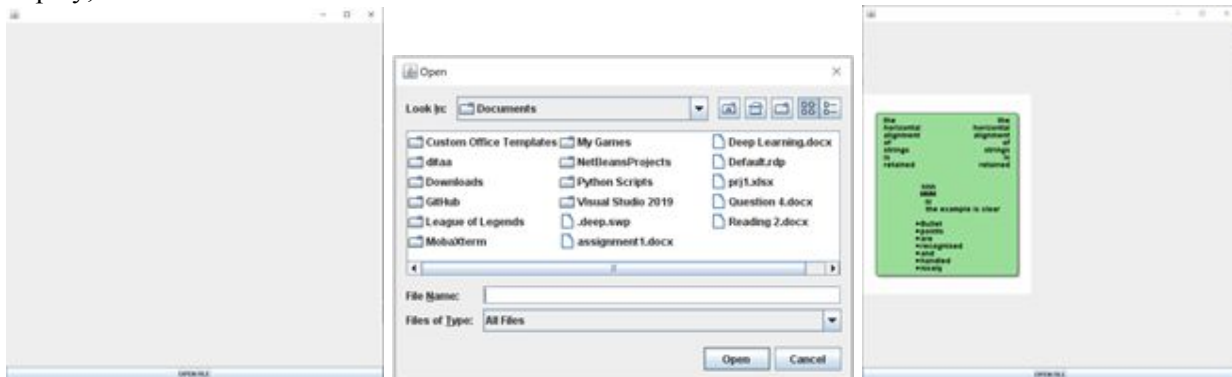 OPEN FILE
Open
Look In: Documents
Custom Office Templates My Games Deep Learning.docx
ditaa NetBeansProjects Default.rdp
Downloads Python Scripts prj1.xlsx
GitHub Visual Studio 2019 Question 4.docx
League of Legends .deep.swp Reading 2.docx
MobaXterm assignment1.docx
File Name:
Files of Type: All Files
Open Cancel
the the
horizontal horizontal
alignment alignment
of of
strings strings
is is
retained retained
the example is clear
•Bullet
•points
•are
•recognized
•and
•handled
•nicely
OPEN FILE